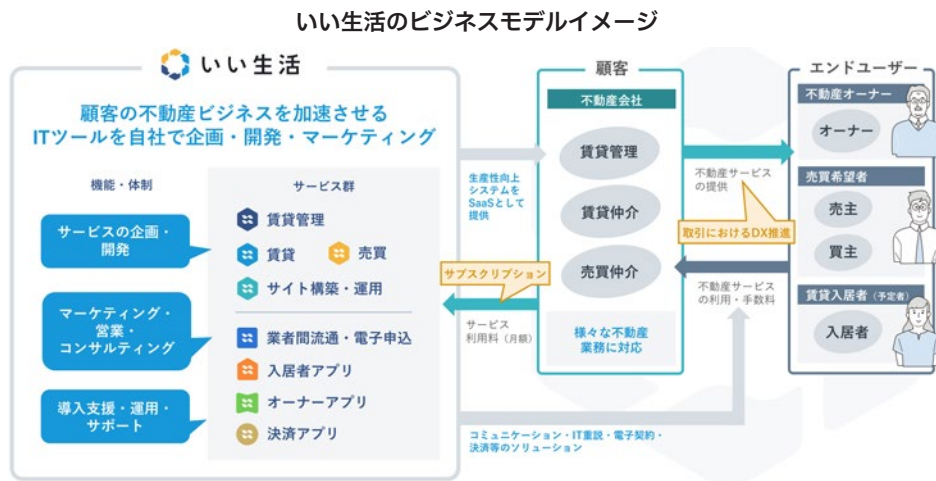 いい生活のビジネスモデルイメージ
いい生活
顧客の不動産ビジネスを加速させる
ITツールを自社で企画・開発・マーケティング
機能・体制
サービスの企画・
開発
マーケティング・
営業・
コンサルティング
導入支援・運用・
サポート
サービス群
賃貸管理
賃貸
売買
サイト構築・運用
業者間流通・電子申込
入居者アプリ
オーナーアプリ
決済アプリ
生産性向上
システムを
SaaSとして
提供
サブスクリプション
サービス
利用料（月額）
顧客
不動産会社
賃貸管理
賃貸仲介
売買仲介
様々な不動産
業務に対応
不動産サービス
の提供
取引におけるDX推進
不動産サービス
の利用・手数料
コミュニケーション・IT重説・電子契約・
決済等のソリューション
エンドユーザー
不動産オーナー
オーナー
売買希望者
売主
買主
賃貸入居者（予定者）
入居者